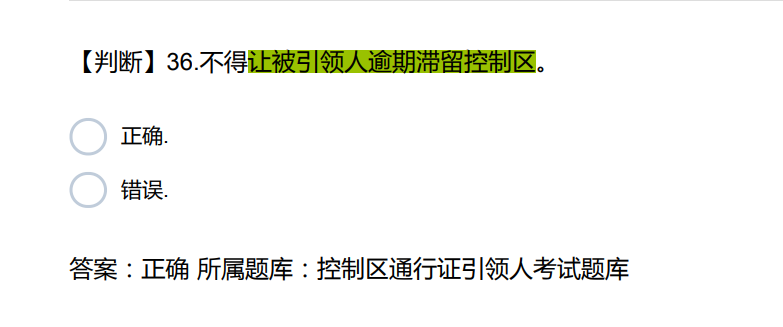 【判断】36.不得让被引领人逾期滞留控制区。
正确.
错误.
答案：正确 所属题库：控制区通行证引领人考试题库